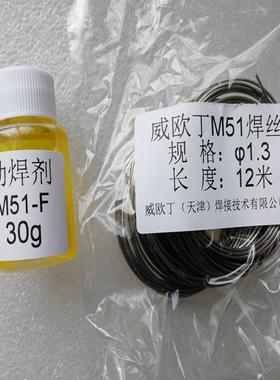 助焊剂
M51-F
30g
威欧丁M51焊丝
规 格：φ1.3
长 度：12米
威欧丁（天津）焊接技术有限公司